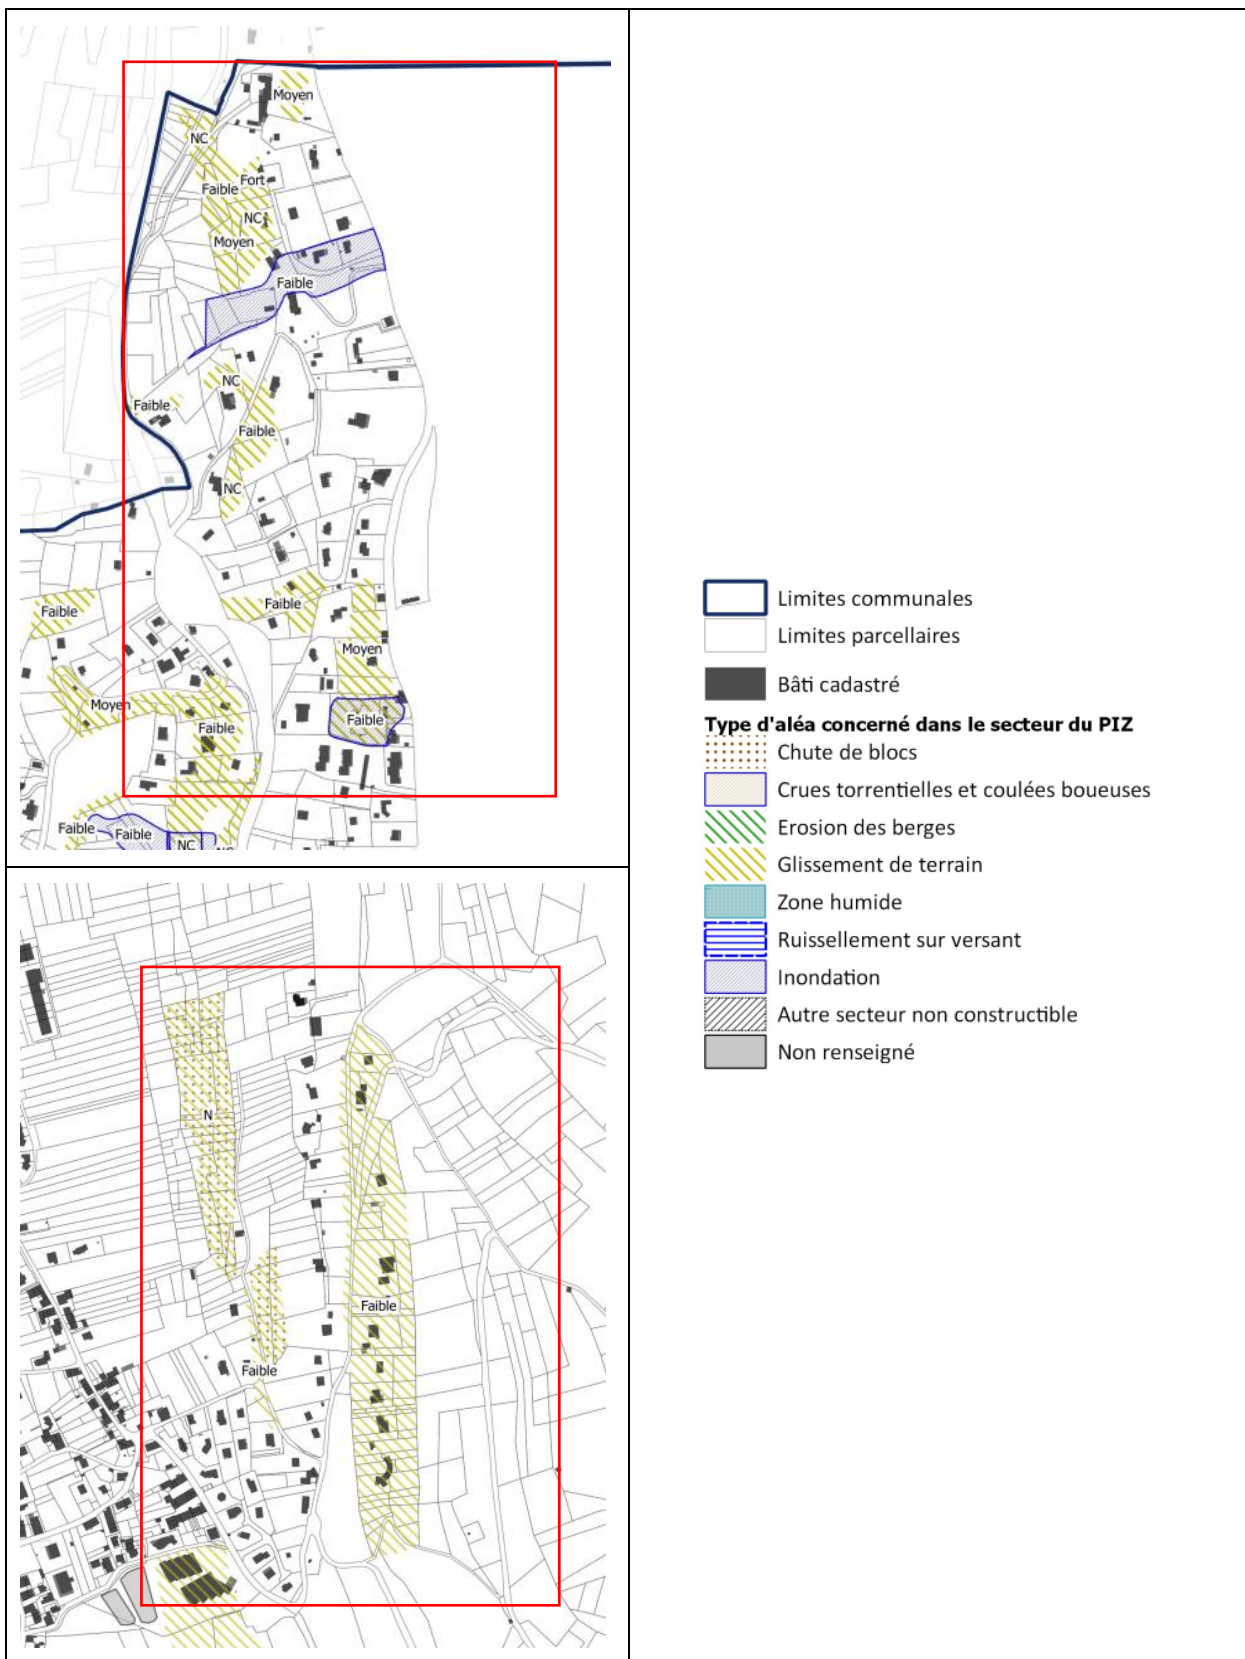 Moyen
NC
Faible Fort
NC
Moyen
Faible
NC
Faible
Faible
NC
Faible
Faible
Moyen
Moyen
Faible
Faible
Faible
Faible
NC
NC
Limites communales
Limites parcellaires
Bâti cadastré
Type d'aléa concerné dans le secteur du PIZ
Chute de blocs
Crues torrentielles et coulées boueuses
Erosion des berges
Glissement de terrain
Zone humide
Ruissellement sur versant
Inondation
Autre secteur non constructible
Non renseigné
N
Faible
Faible